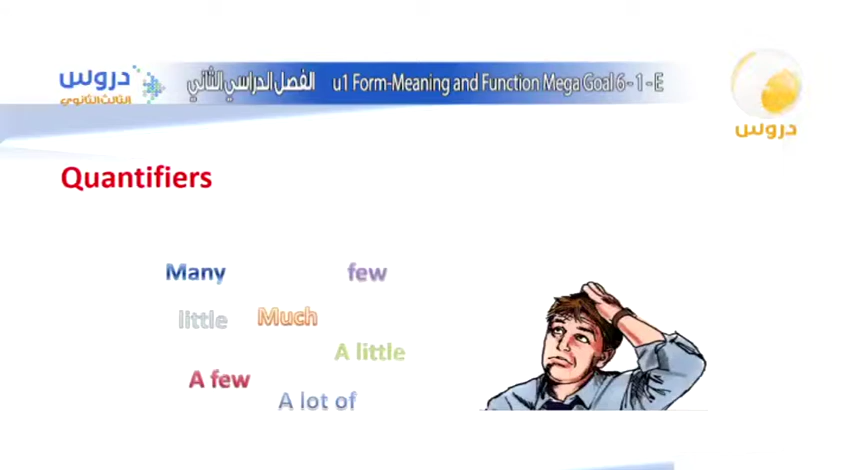 دروس
الثالث الثانوي
الفصل الدراسي الثاني u1 Form-Meaning and Function Mega Goal 6 - 1 - E
دروس
Quantifiers
Many few
little Much
A little
A few
A lot of